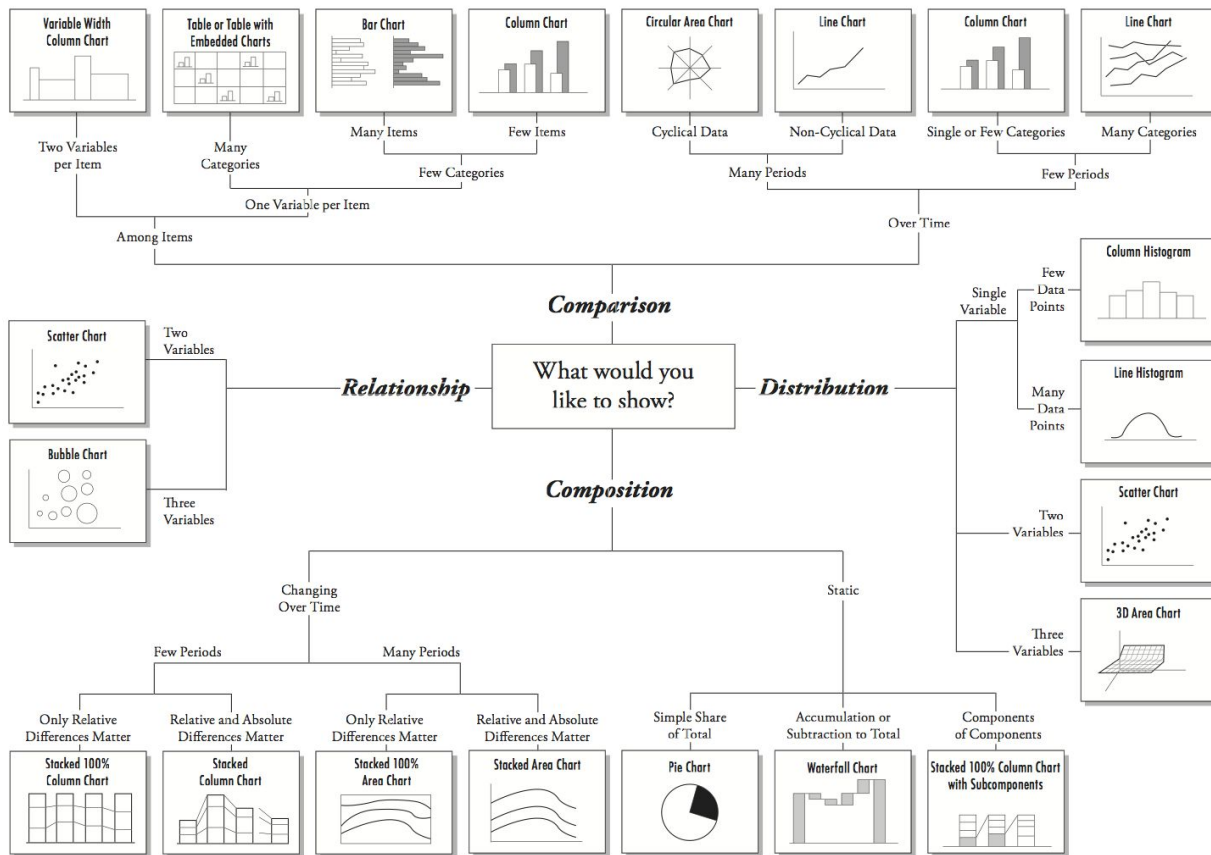 Variable Width
Column Chart
Table or Table with
Embedded Charts
Bar Chart
Column Chart
Circular Area Chart
Line Chart
Column Chart
Line Chart
Two Variables
per Item
Many
Categories
Many Items
Few Items
Cyclical Data
Non-Cyclical Data
Single or Few Categories
Many Categories
Few Categories
Many Periods
Few Periods
One Variable per Item
Among Items
Over Time
Comparison
Relationship
What would you
like to show?
Distribution
Composition
Two
Variables
Scatter Chart
Three
Variables
Bubble Chart
Single
Variable
Few
Data
Points
Column Histogram
Many
Data
Points
Line Histogram
Two
Variables
Scatter Chart
Three
Variables
3D Area Chart
Changing
Over Time
Static
Few Periods
Many Periods
Only Relative
Differences Matter
Relative and Absolute
Differences Matter
Only Relative
Differences Matter
Relative and Absolute
Differences Matter
Simple Share
of Total
Accumulation or
Subtraction to Total
Components
of Components
Stacked 100%
Column Chart
Stacked
Column Chart
Stacked 100%
Area Chart
Stacked Area Chart
Pie Chart
Waterfall Chart
Stacked 100% Column Chart
with Subcomponents